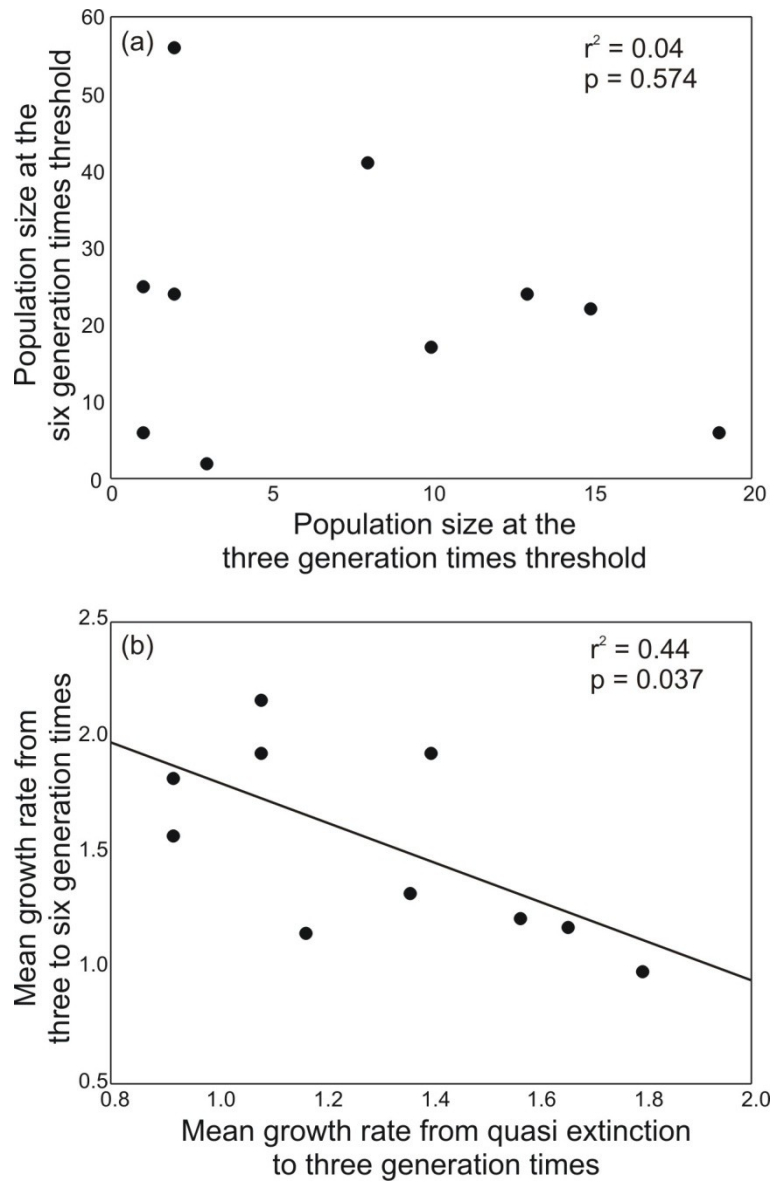 (a)
r² = 0.04
p = 0.574
Population size at the
six generation times threshold
60
50
40
30
20
10
0
0 5 10 15 20
Population size at the
three generation times threshold
(b)
r² = 0.44
p = 0.037
Mean growth rate from
three to six generation times
2.5
2.0
1.5
1.0
0.5
0.8 1.0 1.2 1.4 1.6 1.8 2.0
Mean growth rate from quasi extinction
to three generation times